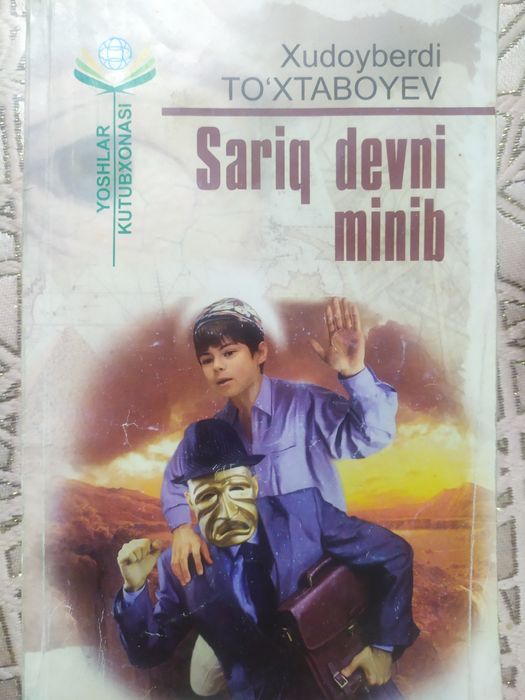 Xudoyberdi
TO‘XTABOYEV
YOSHLAR
KUTUBXONASI
Sariq devni
minib